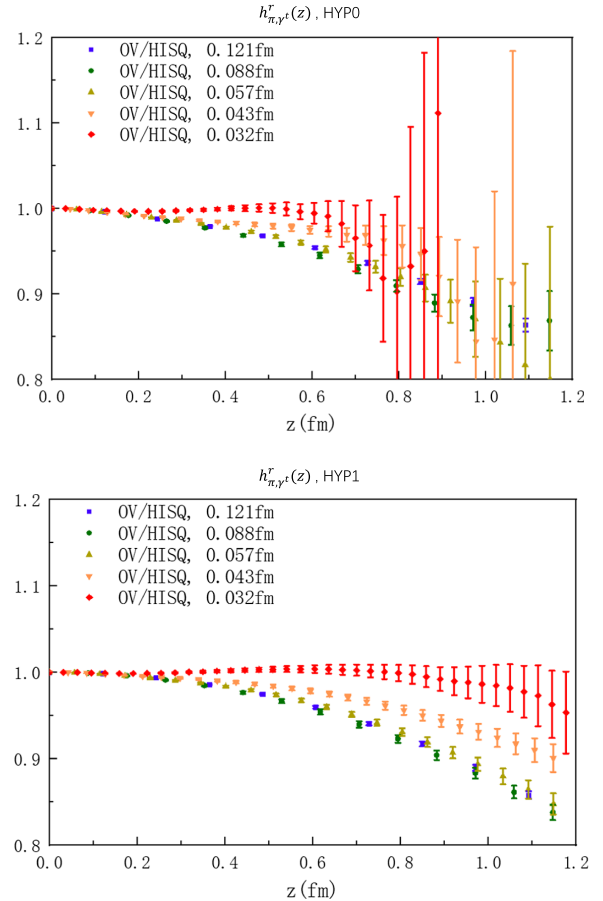 h^r_{π,γ^t}(z) , HYP0
1.2
1.1
1.0
0.9
0.8
OV/HISQ, 0.121fm
OV/HISQ, 0.088fm
OV/HISQ, 0.057fm
OV/HISQ, 0.043fm
OV/HISQ, 0.032fm
0.0 0.2 0.4 0.6 0.8 1.0 1.2
z(fm)
h^r_{π,γ^t}(z) , HYP1
1.2
1.1
1.0
0.9
0.8
OV/HISQ, 0.121fm
OV/HISQ, 0.088fm
OV/HISQ, 0.057fm
OV/HISQ, 0.043fm
OV/HISQ, 0.032fm
0.0 0.2 0.4 0.6 0.8 1.0 1.2
z(fm)